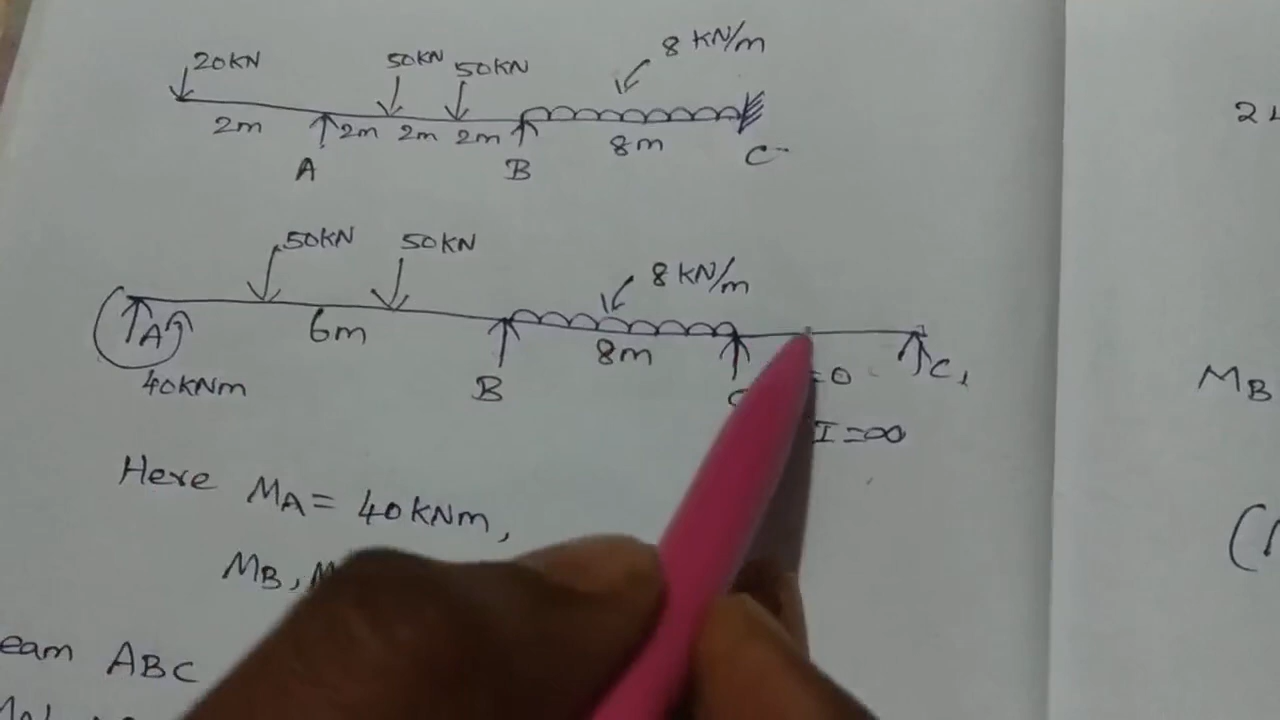 20KN 50KN 50KN 8 KN/m
2m 2m 2m 2m 8m
A B C
50KN 50KN 8 KN/m
A 6m 8m
40KNm B =0 C1
I=∞
Here MA = 40KNm,
MB,
MB
eam ABC